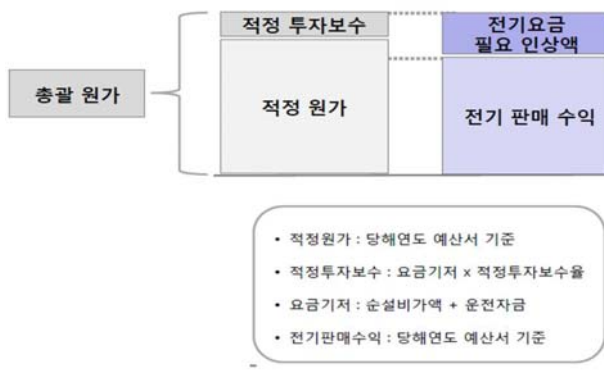 적정 투자보수
전기요금
필요 인상액
총괄 원가
적정 원가
전기 판매 수익
• 적정원가 : 당해연도 예산서 기준
• 적정투자보수 : 요금기저 x 적정투자보수율
• 요금기저 : 순설비가액 + 운전자금
• 전기판매수익 : 당해연도 예산서 기준